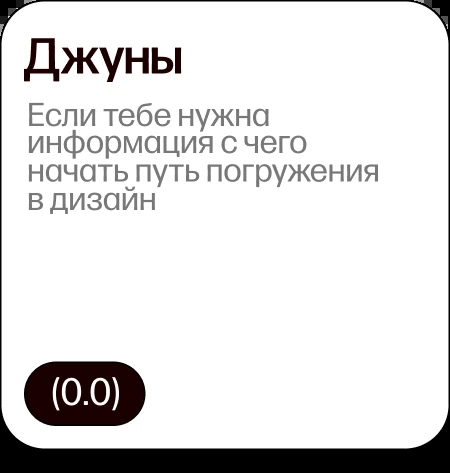 Джуны
Если тебе нужна
информация с чего
начать путь погружения
в дизайн
(0.0)